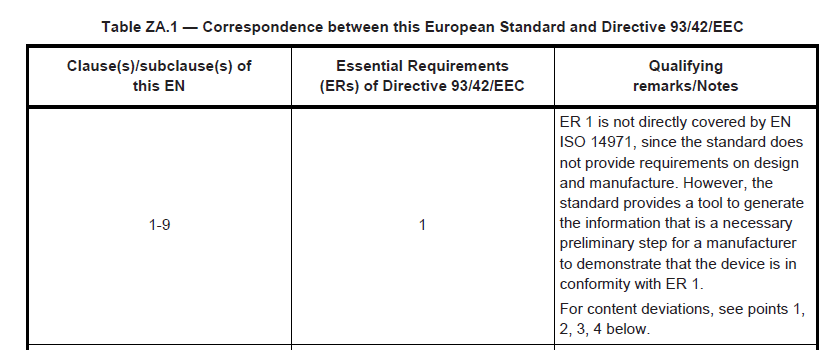 Table ZA.1 — Correspondence between this European Standard and Directive 93/42/EEC
Clause(s)/subclause(s) of
this EN
Essential Requirements
(ERs) of Directive 93/42/EEC
Qualifying
remarks/Notes
1-9
1
ER 1 is not directly covered by EN
ISO 14971, since the standard does
not provide requirements on design
and manufacture. However, the
standard provides a tool to generate
the information that is a necessary
preliminary step for a manufacturer
to demonstrate that the device is in
conformity with ER 1.
For content deviations, see points 1,
2, 3, 4 below.